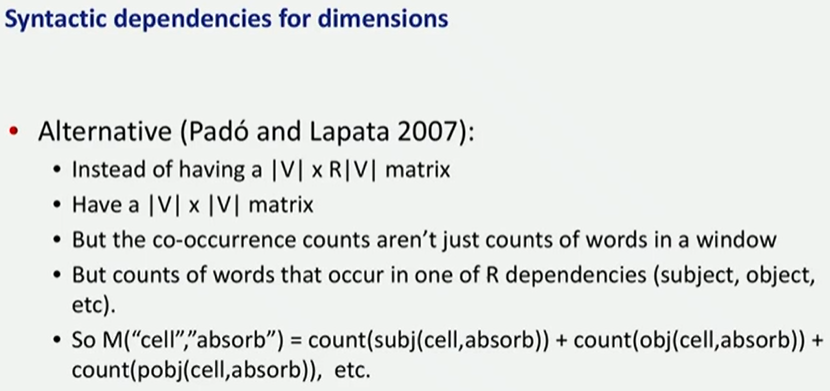 Syntactic dependencies for dimensions
• Alternative (Padó and Lapata 2007):
• Instead of having a |V| x R|V| matrix
• Have a |V| x |V| matrix
• But the co-occurrence counts aren’t just counts of words in a window
• But counts of words that occur in one of R dependencies (subject, object,
etc).
• So M(“cell”,”absorb”) = count(subj(cell,absorb)) + count(obj(cell,absorb)) +
count(pobj(cell,absorb)), etc.